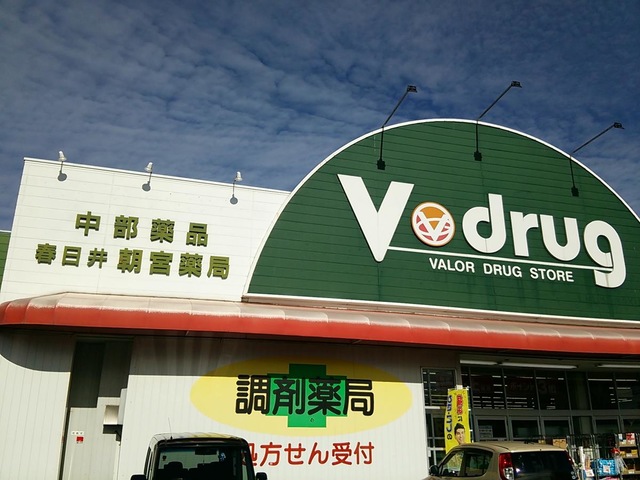 中部薬品
春日井 朝宮薬局
V drug
VALOR DRUG STORE
調剤薬局
処方せん受付